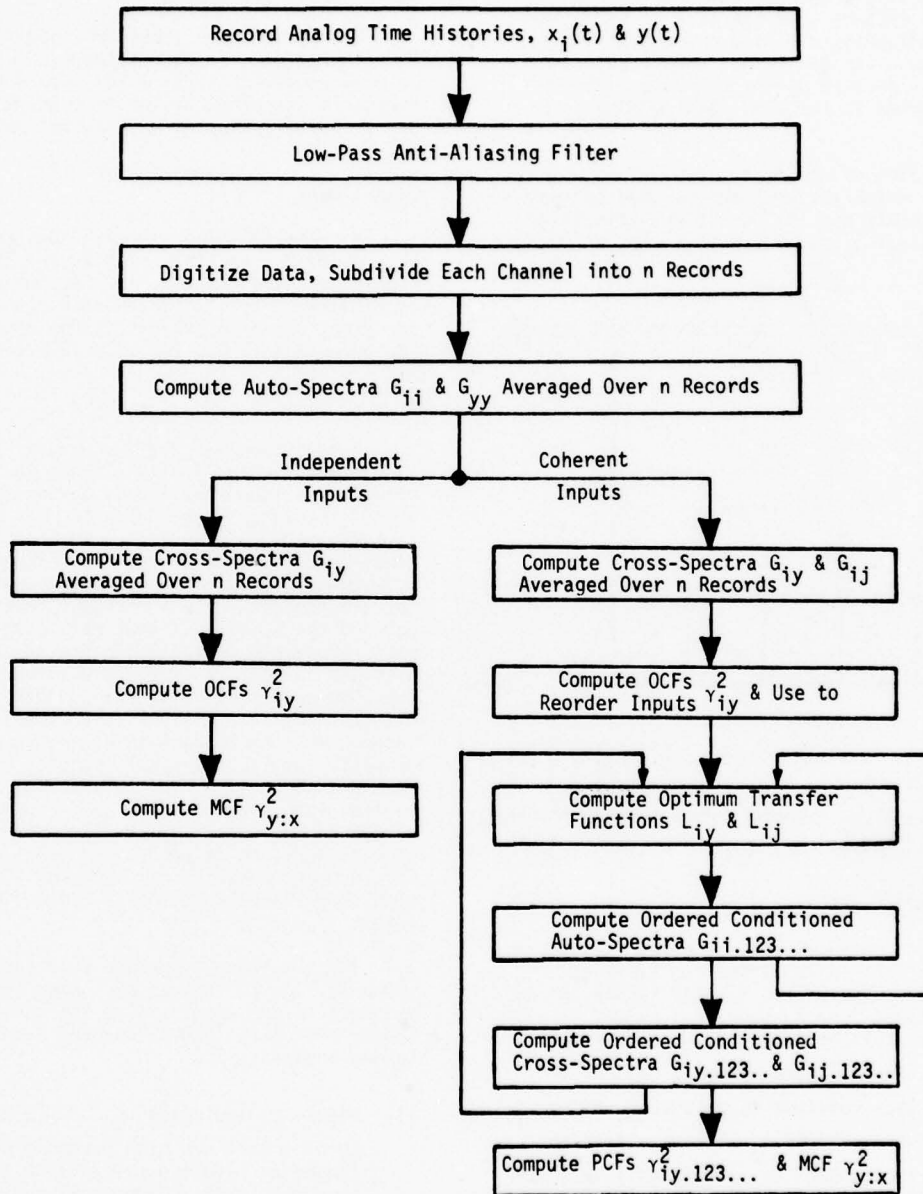 Record Analog Time Histories, x_i(t) & y(t)
Low-Pass Anti-Aliasing Filter
Digitize Data, Subdivide Each Channel into n Records
Compute Auto-Spectra G_ii & G_yy Averaged Over n Records
Independent
Inputs
Coherent
Inputs
Compute Cross-Spectra G_iy
Averaged Over n Records
Compute OCFs γ²_iy
Compute MCF γ²_y:x
Compute Cross-Spectra G_iy & G_ij
Averaged Over n Records
Compute OCFs γ²_iy & Use to
Reorder Inputs
Compute Optimum Transfer
Functions L_iy & L_ij
Compute Ordered Conditioned
Auto-Spectra G_ii.123...
Compute Ordered Conditioned
Cross-Spectra G_iy.123.. & G_ij.123..
Compute PCFs γ²_iy.123... & MCF γ²_y:x